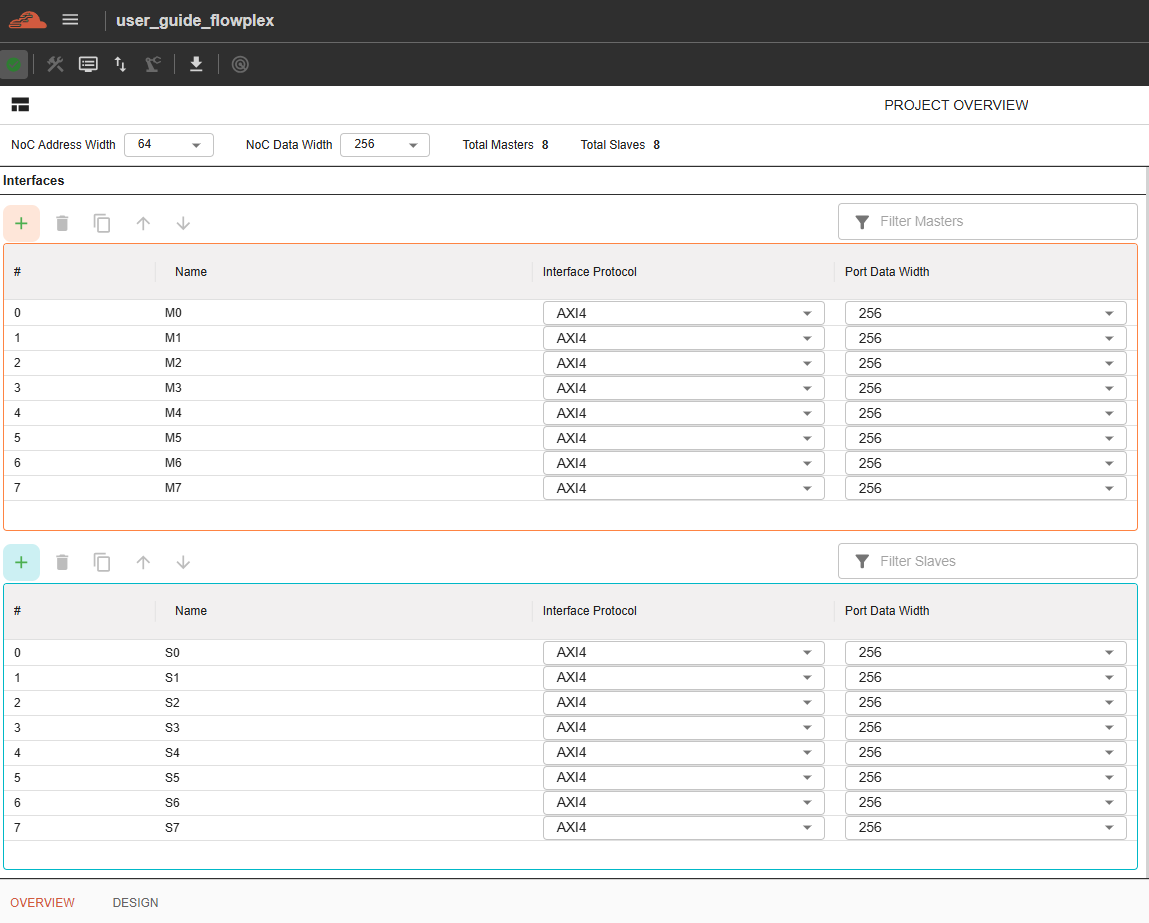 user_guide_flowplex
PROJECT OVERVIEW
NoC Address Width 64 NoC Data Width 256 Total Masters 8 Total Slaves 8
Interfaces
Filter Masters
# Name Interface Protocol Port Data Width
0 M0 AXI4 256
1 M1 AXI4 256
2 M2 AXI4 256
3 M3 AXI4 256
4 M4 AXI4 256
5 M5 AXI4 256
6 M6 AXI4 256
7 M7 AXI4 256
Filter Slaves
# Name Interface Protocol Port Data Width
0 S0 AXI4 256
1 S1 AXI4 256
2 S2 AXI4 256
3 S3 AXI4 256
4 S4 AXI4 256
5 S5 AXI4 256
6 S6 AXI4 256
7 S7 AXI4 256
OVERVIEW DESIGN